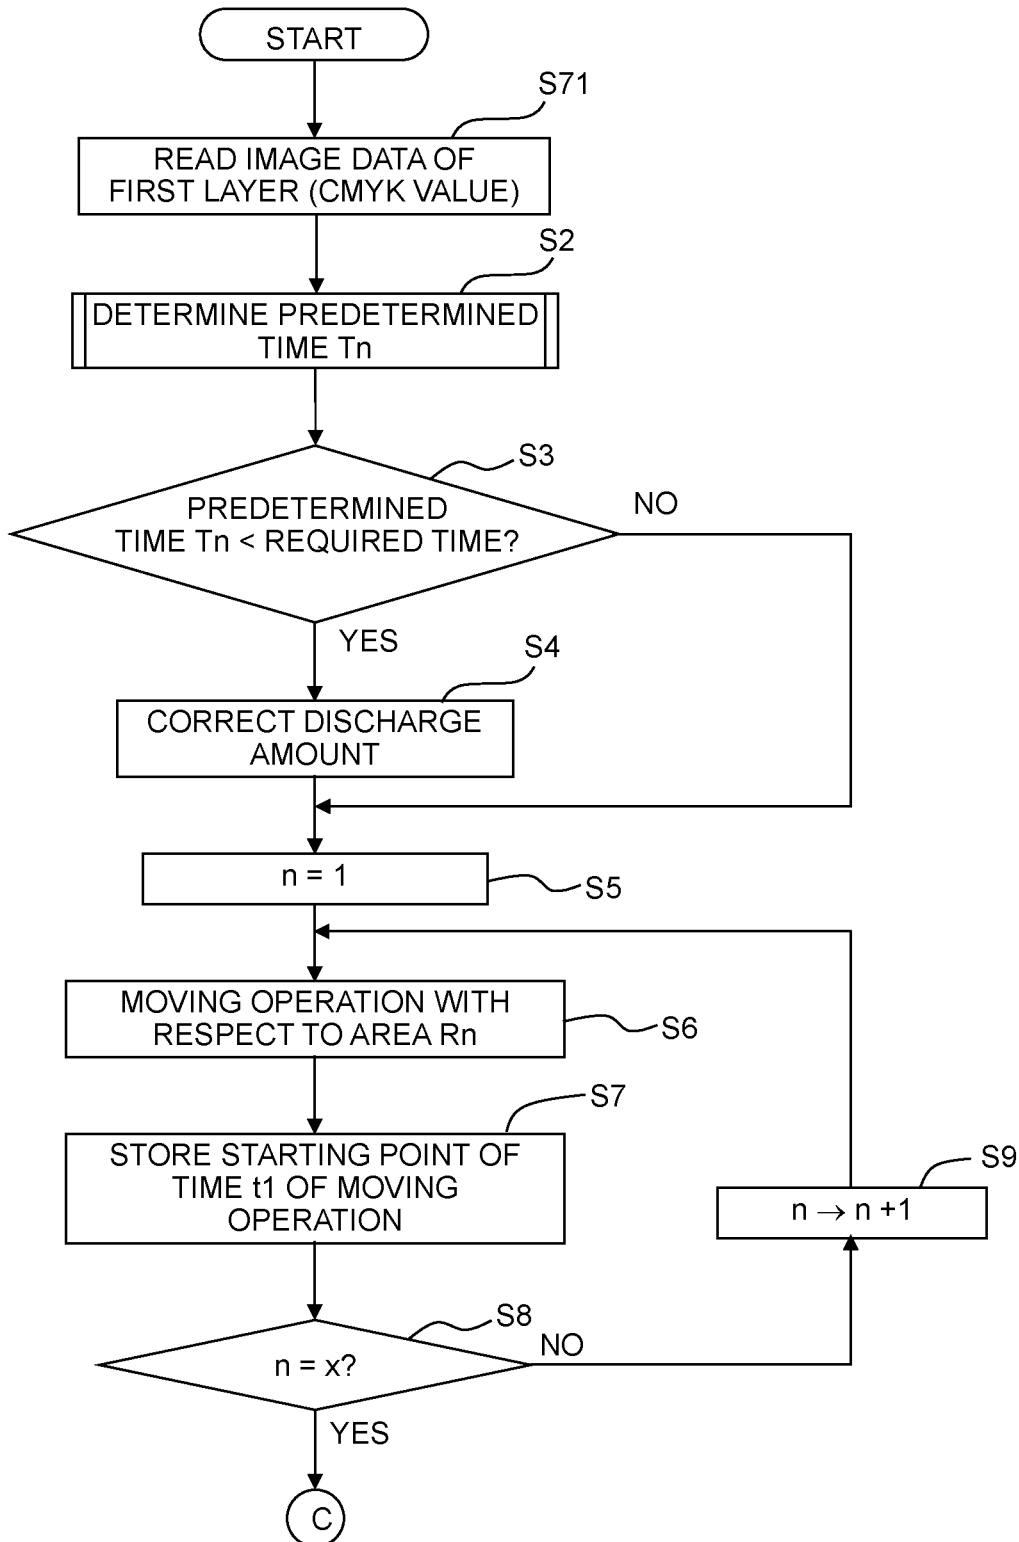 START
S71
READ IMAGE DATA OF
FIRST LAYER (CMYK VALUE)
S2
DETERMINE PREDETERMINED
TIME Tn
S3
PREDETERMINED
TIME Tn < REQUIRED TIME?
NO
YES
S4
CORRECT DISCHARGE
AMOUNT
n = 1
S5
MOVING OPERATION WITH
RESPECT TO AREA Rn
S6
S7
STORE STARTING POINT OF
TIME t1 OF MOVING
OPERATION
S9
n → n +1
S8
n = x?
NO
YES
C